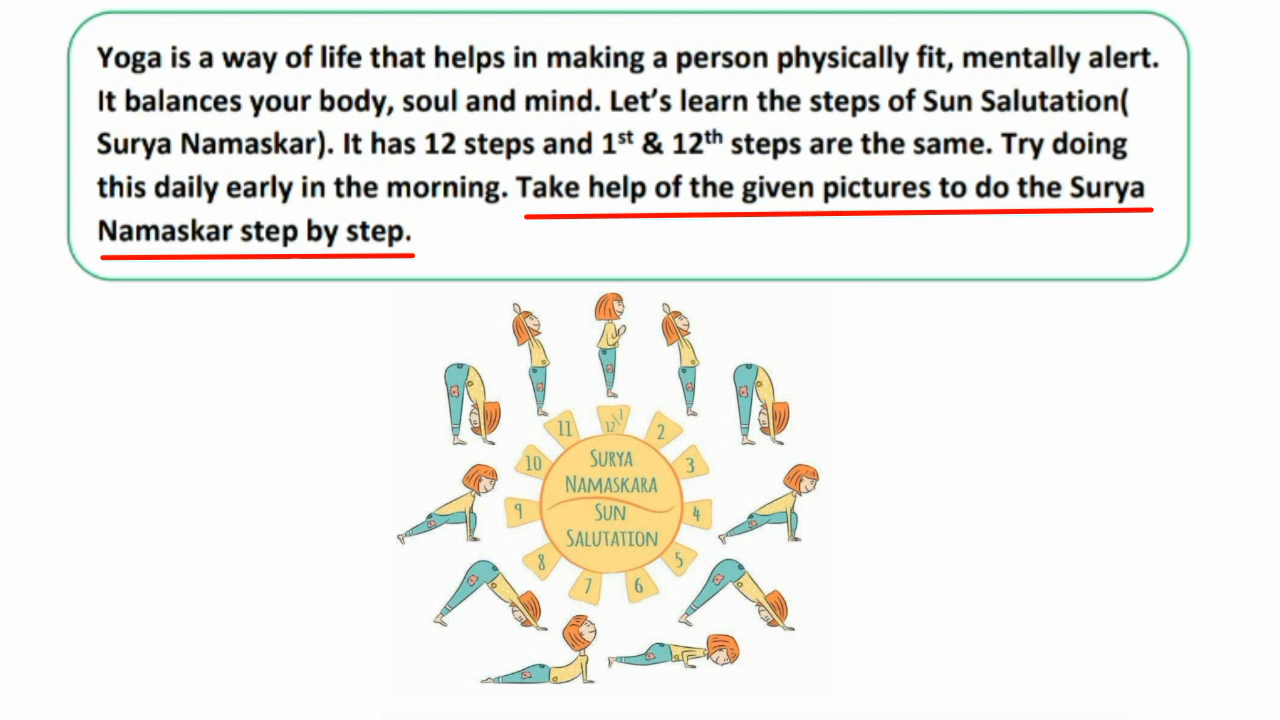 Yoga is a way of life that helps in making a person physically fit, mentally alert.
It balances your body, soul and mind. Let’s learn the steps of Sun Salutation(
Surya Namaskar). It has 12 steps and 1st & 12th steps are the same. Try doing
this daily early in the morning. Take help of the given pictures to do the Surya
Namaskar step by step.
12\1
2
3
4
5
6
7
8
9
10
11
SURYA
NAMASKARA
SUN
SALUTATION